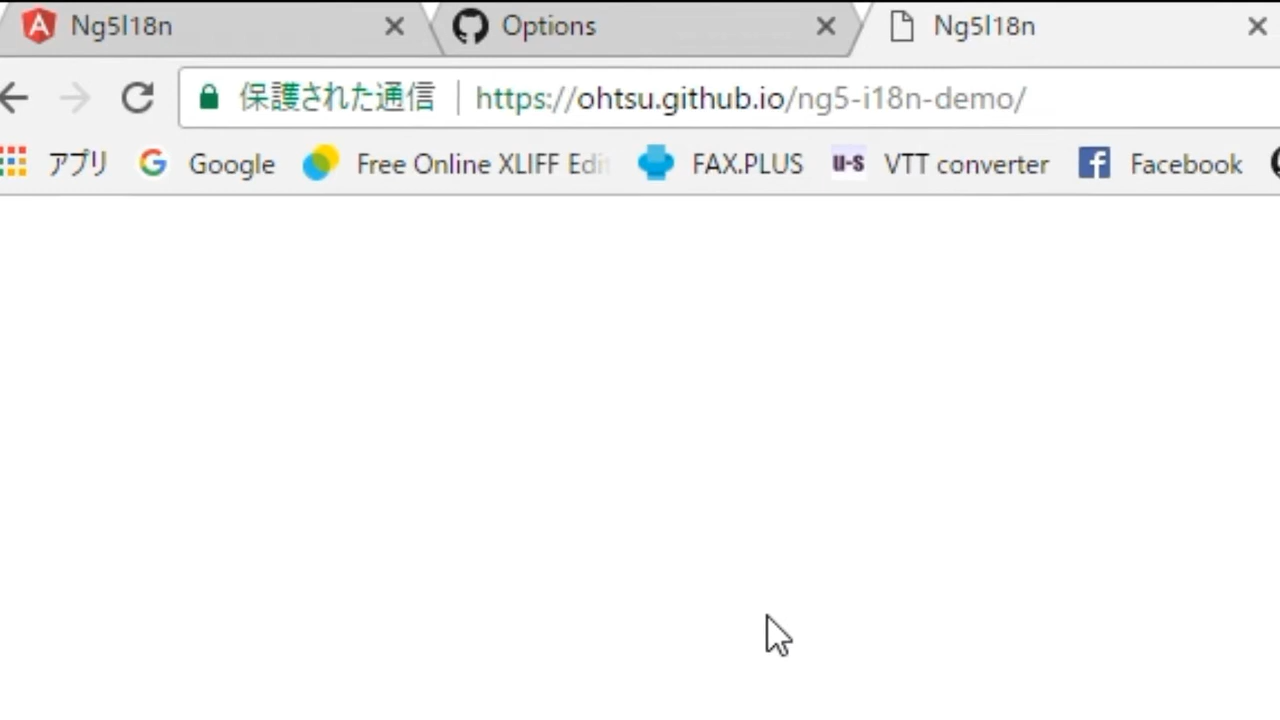 Ng5I18n Options Ng5I18n
保護された通信 https://ohtsu.github.io/ng5-i18n-demo/
アプリ Google Free Online XLIFF Edit FAX.PLUS u-s VTT converter Facebook